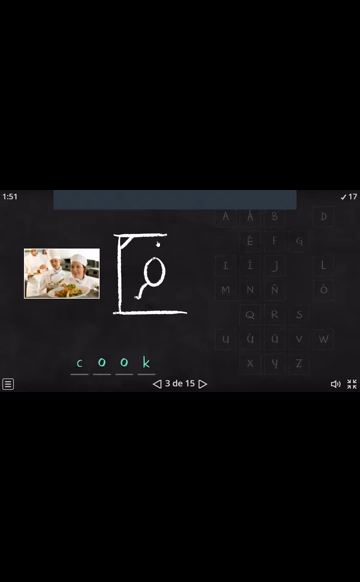 1:51
✓17
A À B D
È F G
I Ì J L
M N Ñ Ò
Q R S
U Ù Ü V W
X Y Z
c o o k
3 de 15